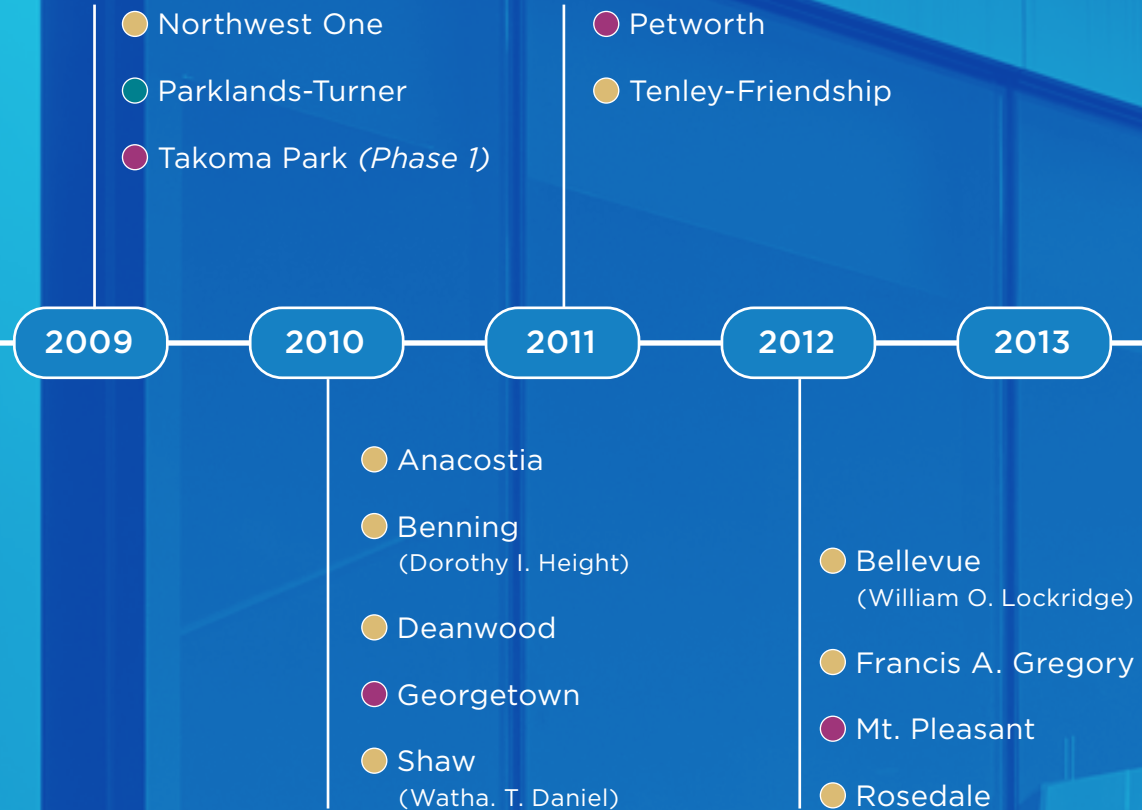 Northwest One
Parklands-Turner
Takoma Park (Phase 1)
Petworth
Tenley-Friendship
2009
2010
2011
2012
2013
Anacostia
Benning
(Dorothy I. Height)
Deanwood
Georgetown
Shaw
(Watha. T. Daniel)
Bellevue
(William O. Lockridge)
Francis A. Gregory
Mt. Pleasant
Rosedale